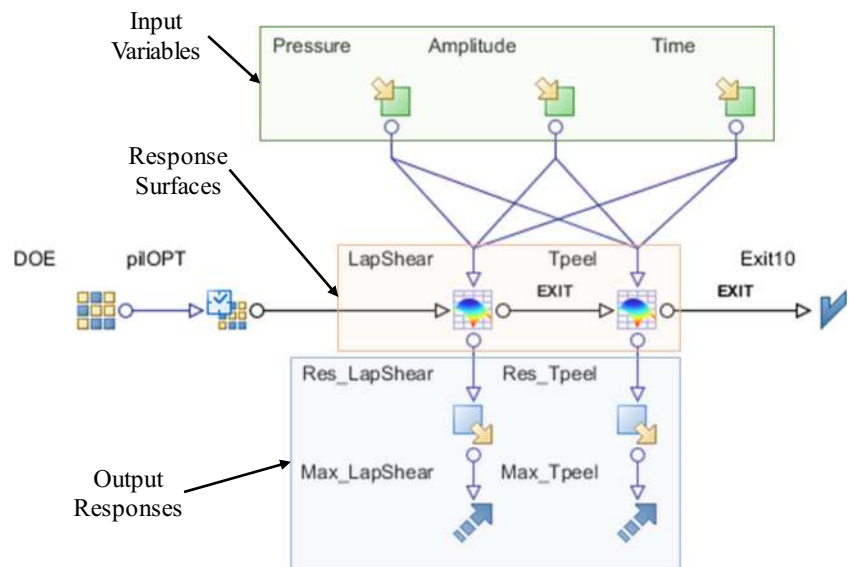 Input
Variables
Pressure Amplitude Time
Response
Surfaces
DOE pilOPT LapShear Tpeel Exit10
EXIT EXIT
Res_LapShear Res_Tpeel
Max_LapShear Max_Tpeel
Output
Responses